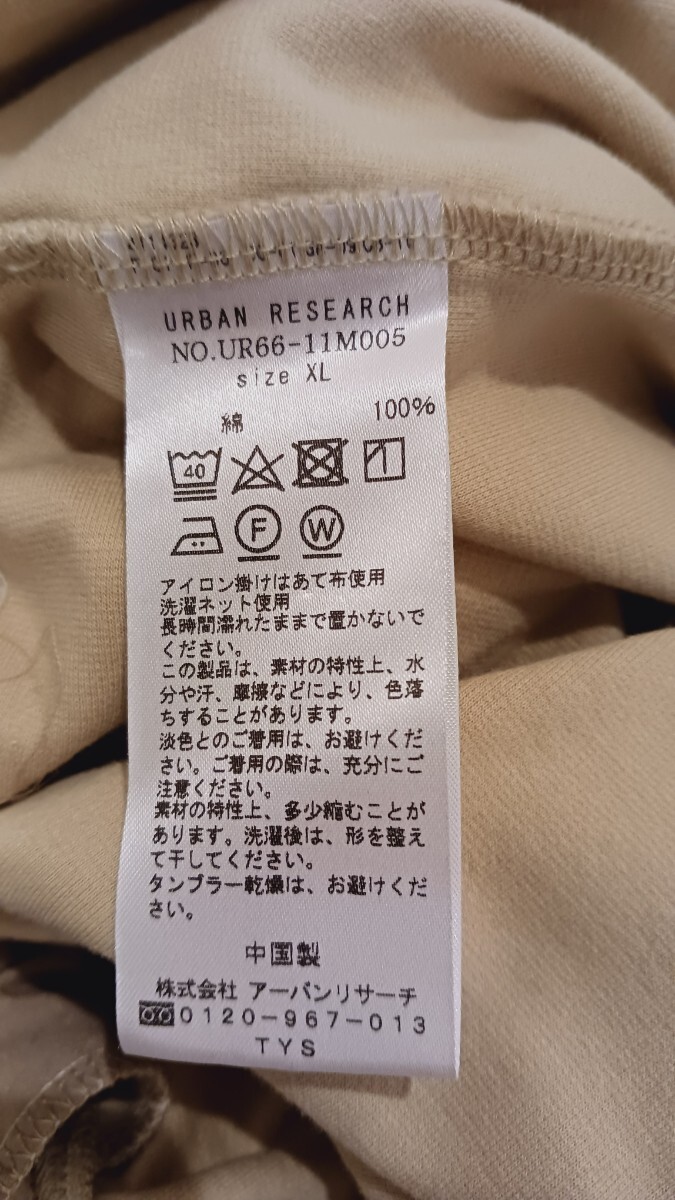 URBAN RESEARCH
NO.UR66-11M005
size XL
綿 100%
40
F W
アイロン掛けはあて布使用
洗濯ネット使用
長時間濡れたままで置かないで
ください。
この製品は、素材の特性上、水
分や汗、摩擦などにより、色落
ちすることがあります。
淡色とのご着用は、お避けくだ
さい。ご着用の際は、充分にご
注意ください。
素材の特性上、多少縮むことが
あります。洗濯後は、形を整え
て干してください。
タンブラー乾燥は、お避けくだ
さい。
中国製
株式会社 アーバンリサーチ
0120-967-013
TYS